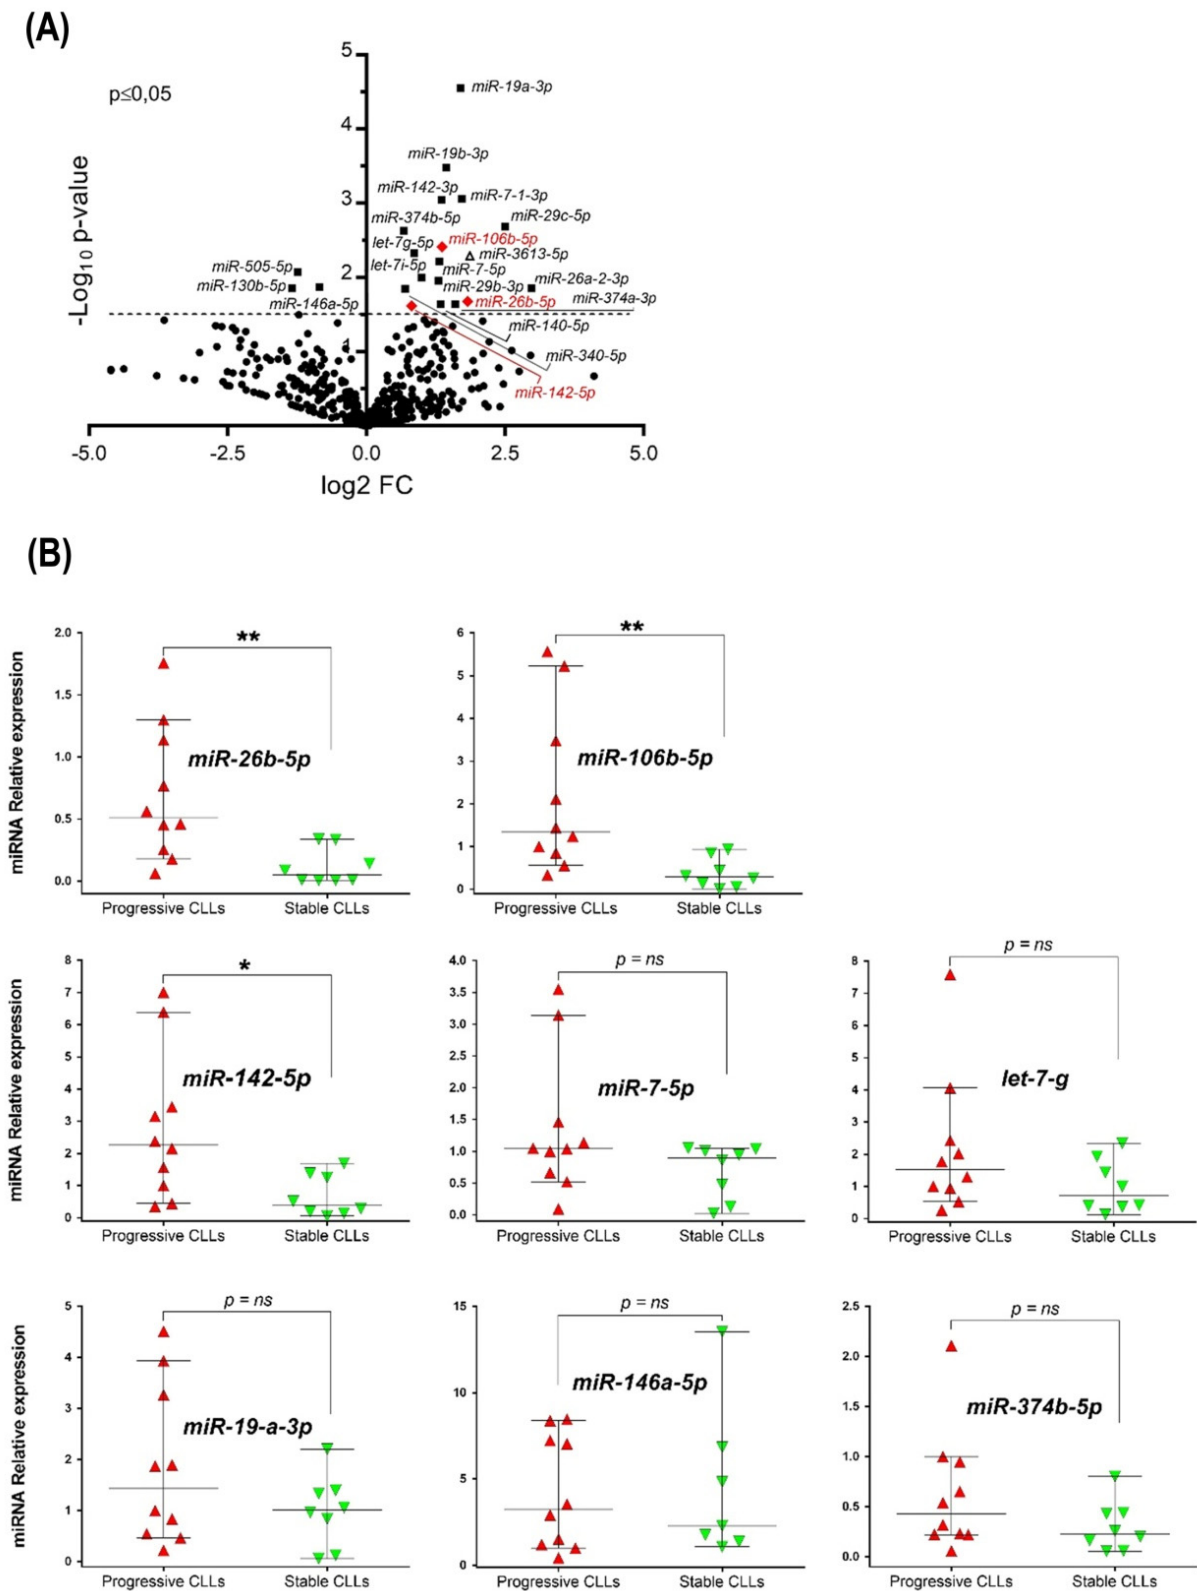 (A)
p≤0,05
-Log10 p-value
5
4
3
2
1
miR-19a-3p
miR-19b-3p
miR-142-3p
miR-7-1-3p
miR-374b-5p
miR-29c-5p
let-7g-5p
miR-106b-5p
miR-3613-5p
let-7i-5p
miR-7-5p
miR-505-5p
miR-29b-3p
miR-26a-2-3p
miR-130b-5p
miR-146a-5p
miR-26b-5p
miR-374a-3p
miR-140-5p
miR-340-5p
miR-142-5p
-5.0 -2.5 0.0 2.5 5.0
log2 FC
(B)
miRNA Relative expression
2.0
1.5
1.0
0.5
0.0
**
miR-26b-5p
Progressive CLLs Stable CLLs
6
5
4
3
2
1
0
**
miR-106b-5p
Progressive CLLs Stable CLLs
miRNA Relative expression
8
7
6
5
4
3
2
1
0
*
miR-142-5p
Progressive CLLs Stable CLLs
4.0
3.5
3.0
2.5
2.0
1.5
1.0
0.5
0.0
p = ns
miR-7-5p
Progressive CLLs Stable CLLs
8
7
6
5
4
3
2
1
0
p = ns
let-7-g
Progressive CLLs Stable CLLs
miRNA Relative expression
5
4
3
2
1
0
p = ns
miR-19-a-3p
Progressive CLLs Stable CLLs
15
10
5
0
p = ns
miR-146a-5p
Progressive CLLs Stable CLLs
2.5
2.0
1.5
1.0
0.5
0.0
p = ns
miR-374b-5p
Progressive CLLs Stable CLLs